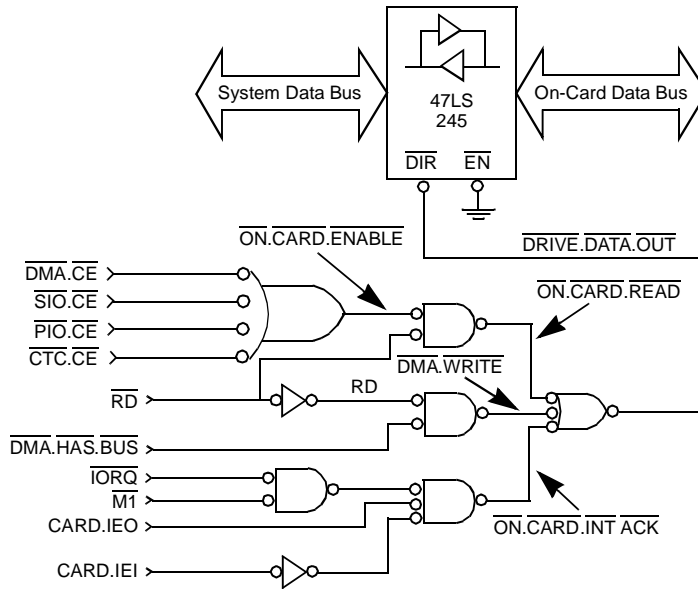 System Data Bus
47LS
245
On-Card Data Bus
DIR
EN
ON.CARD.ENABLE
DRIVE.DATA.OUT
DMA.CE
SIO.CE
PIO.CE
CTC.CE
ON.CARD.READ
DMA.WRITE
RD
RD
DMA.HAS.BUS
IORQ
M1
CARD.IEO
ON.CARD.INT ACK
CARD.IEI